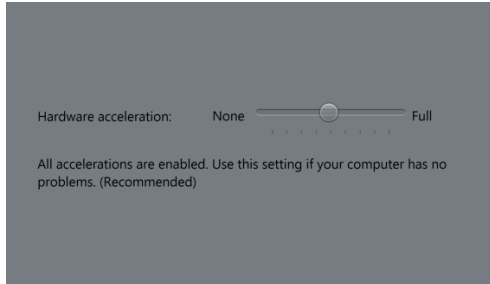 Hardware acceleration: None Full
All accelerations are enabled. Use this setting if your computer has no
problems. (Recommended)